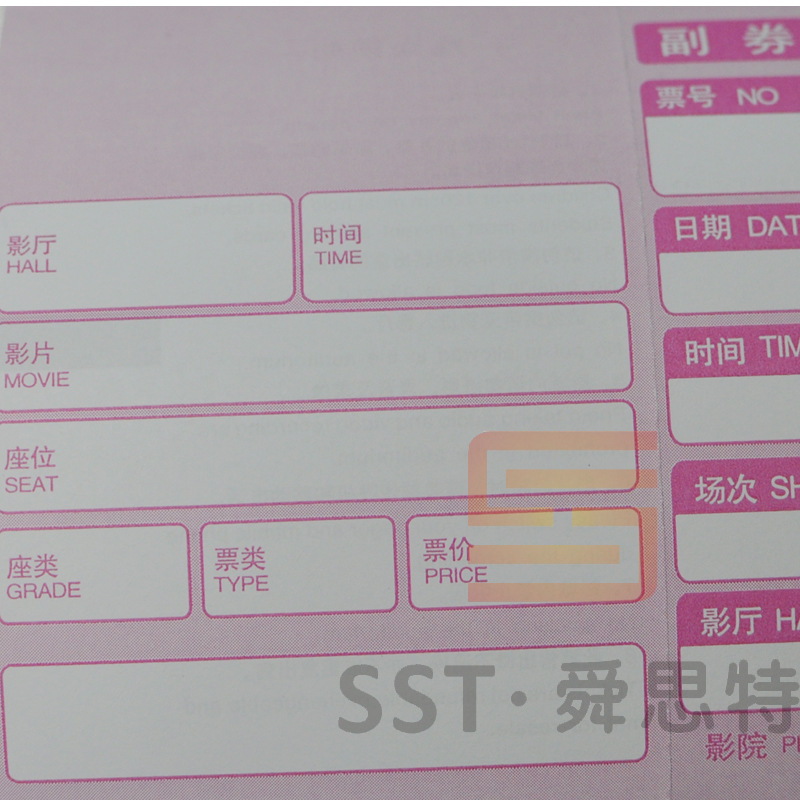 影厅
HALL
时间
TIME
影片
MOVIE
座位
SEAT
座类
GRADE
票类
TYPE
票价
PRICE
副 券
票号 NO
日期 DAT
时间 TIM
场次 SH
影厅 HA
影院
SST·舜思特